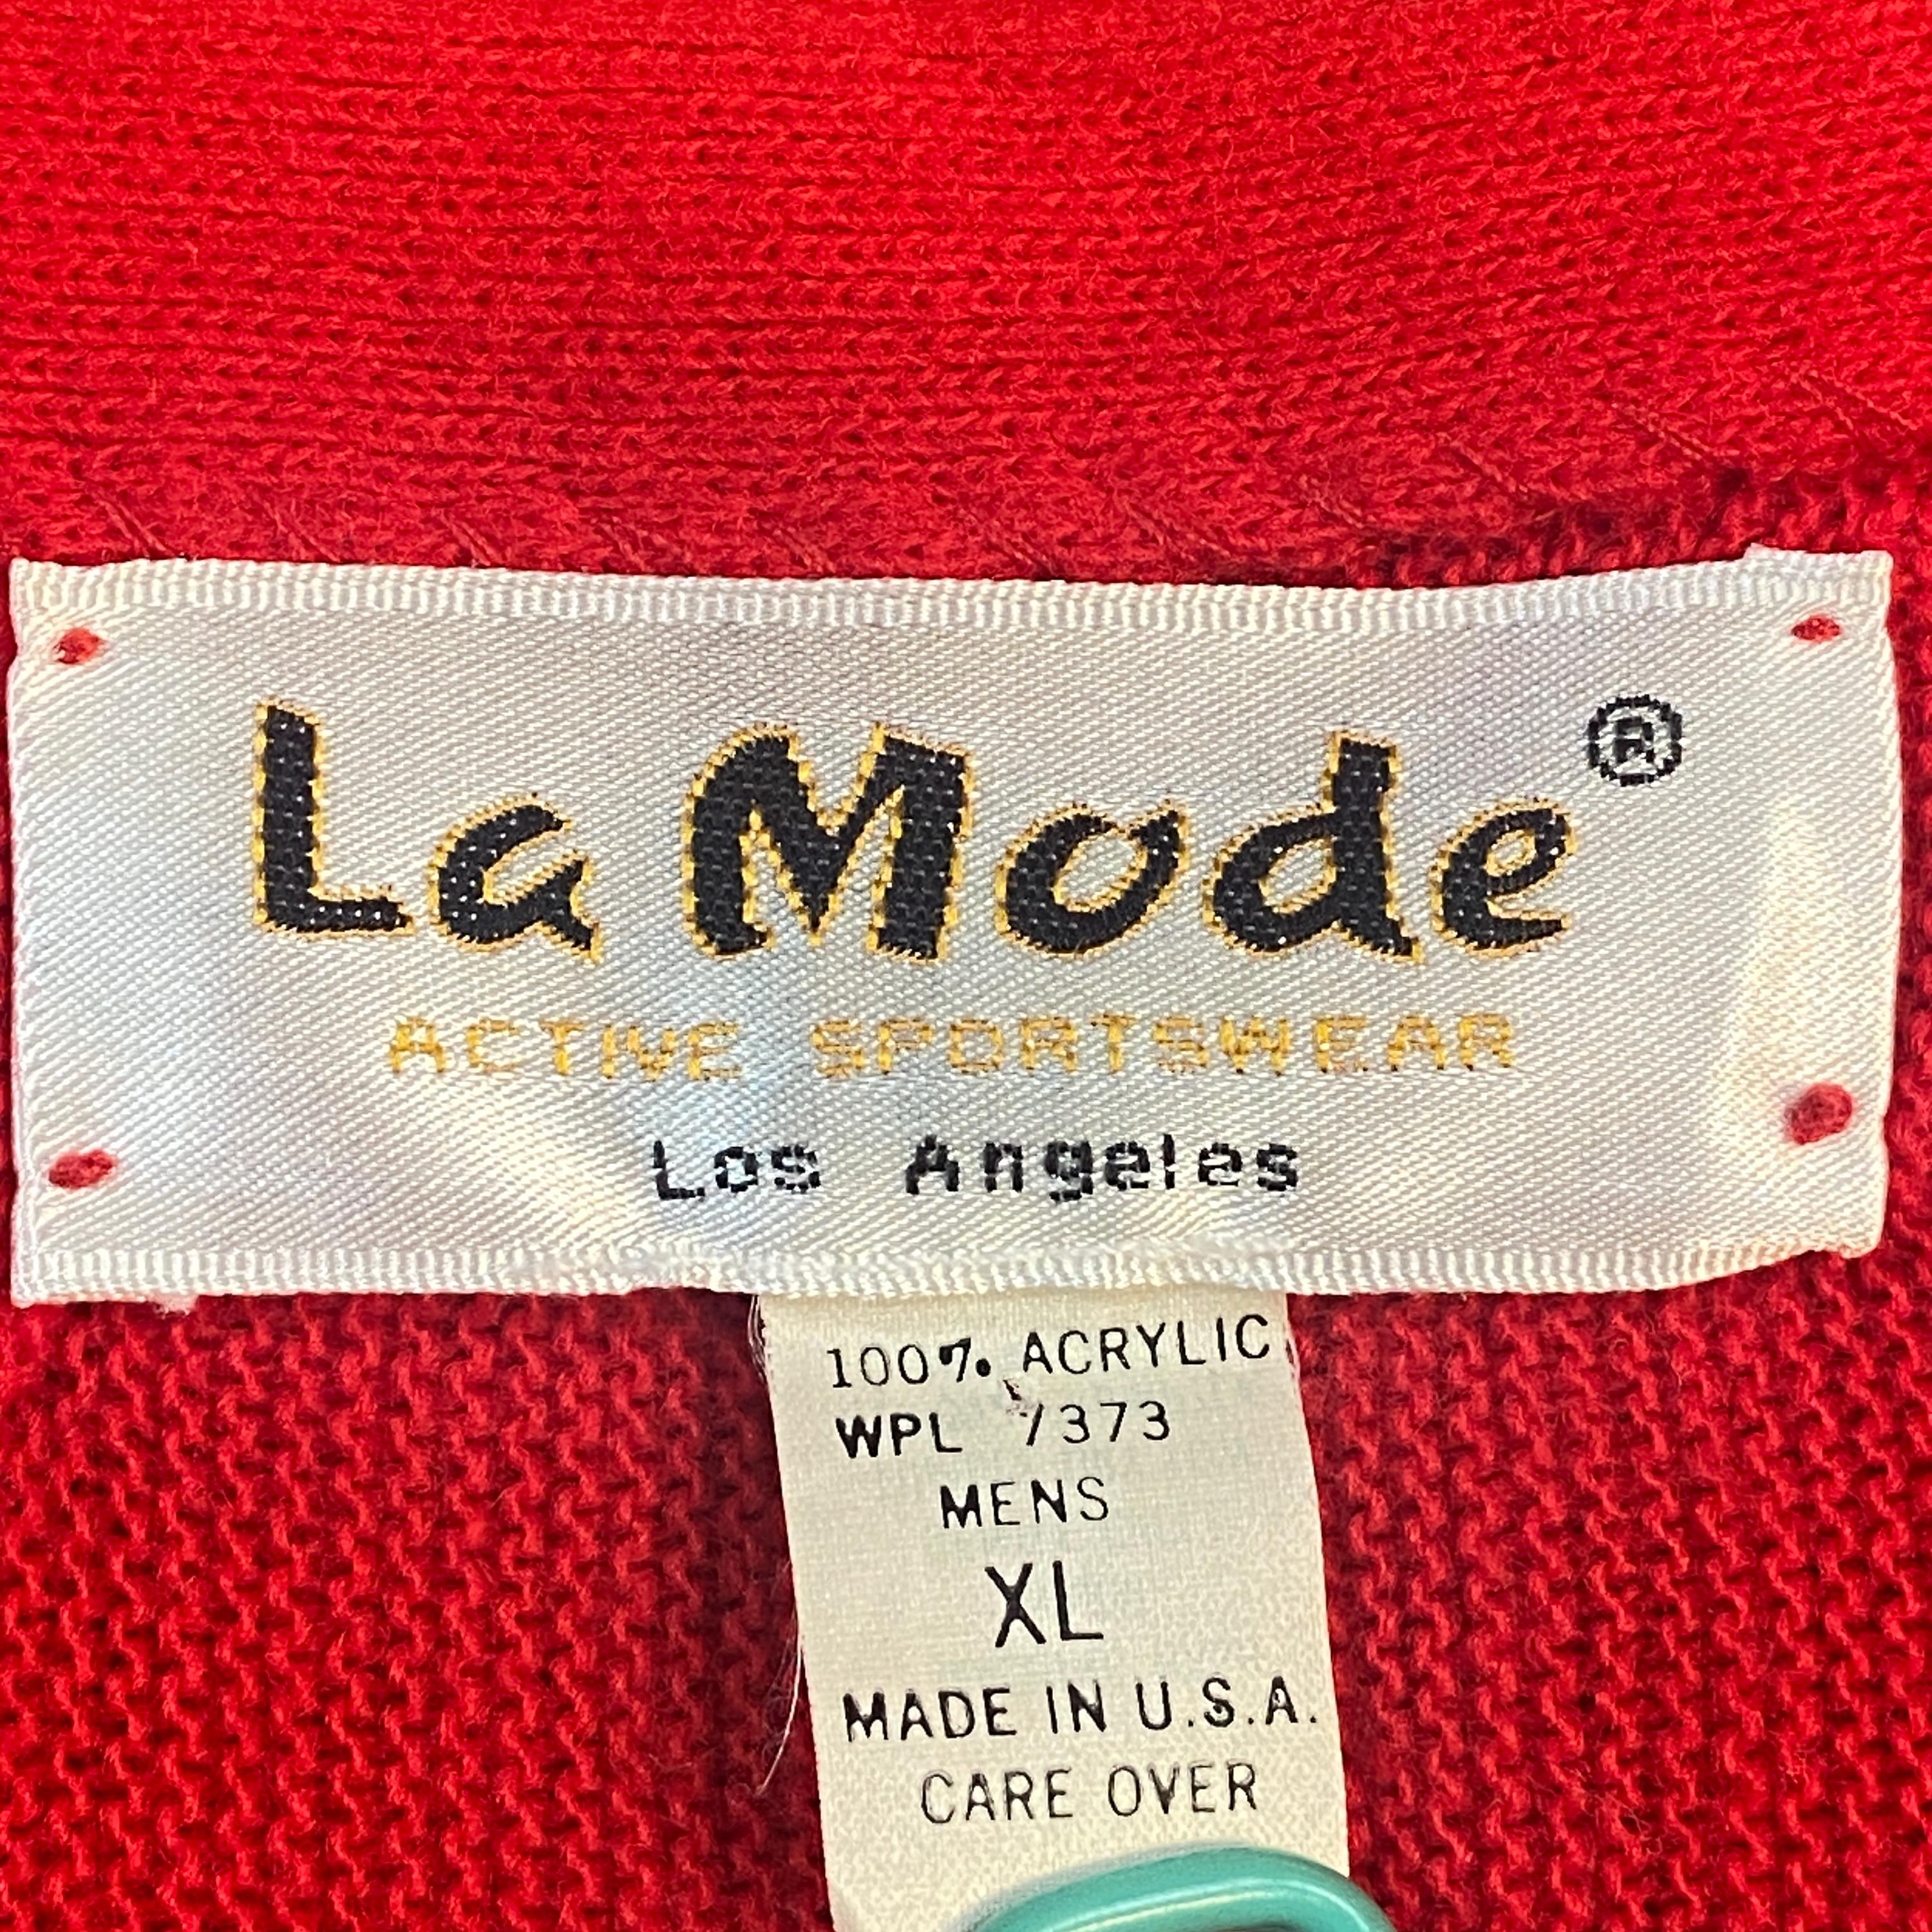 La Mode ®
ACTIVE SPORTSWEAR
Los Angeles
100% ACRYLIC
WPL 7373
MENS
XL
MADE IN U.S.A.
CARE OVER